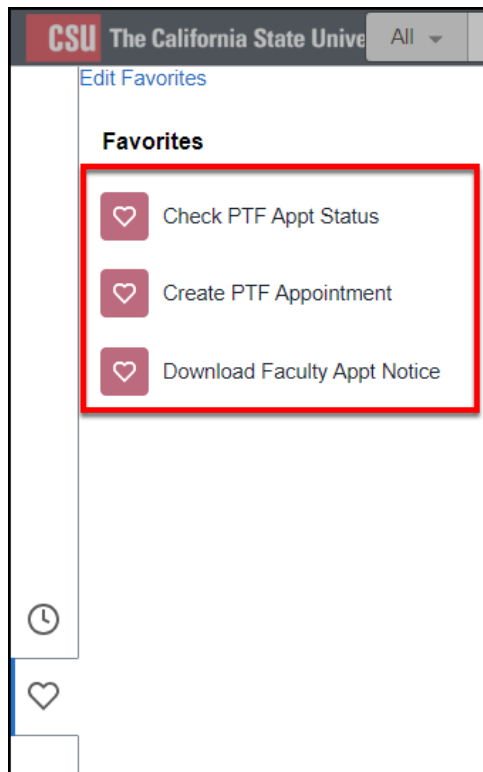 CSU The California State Unive All
Edit Favorites
Favorites
Check PTF Appt Status
Create PTF Appointment
Download Faculty Appt Notice